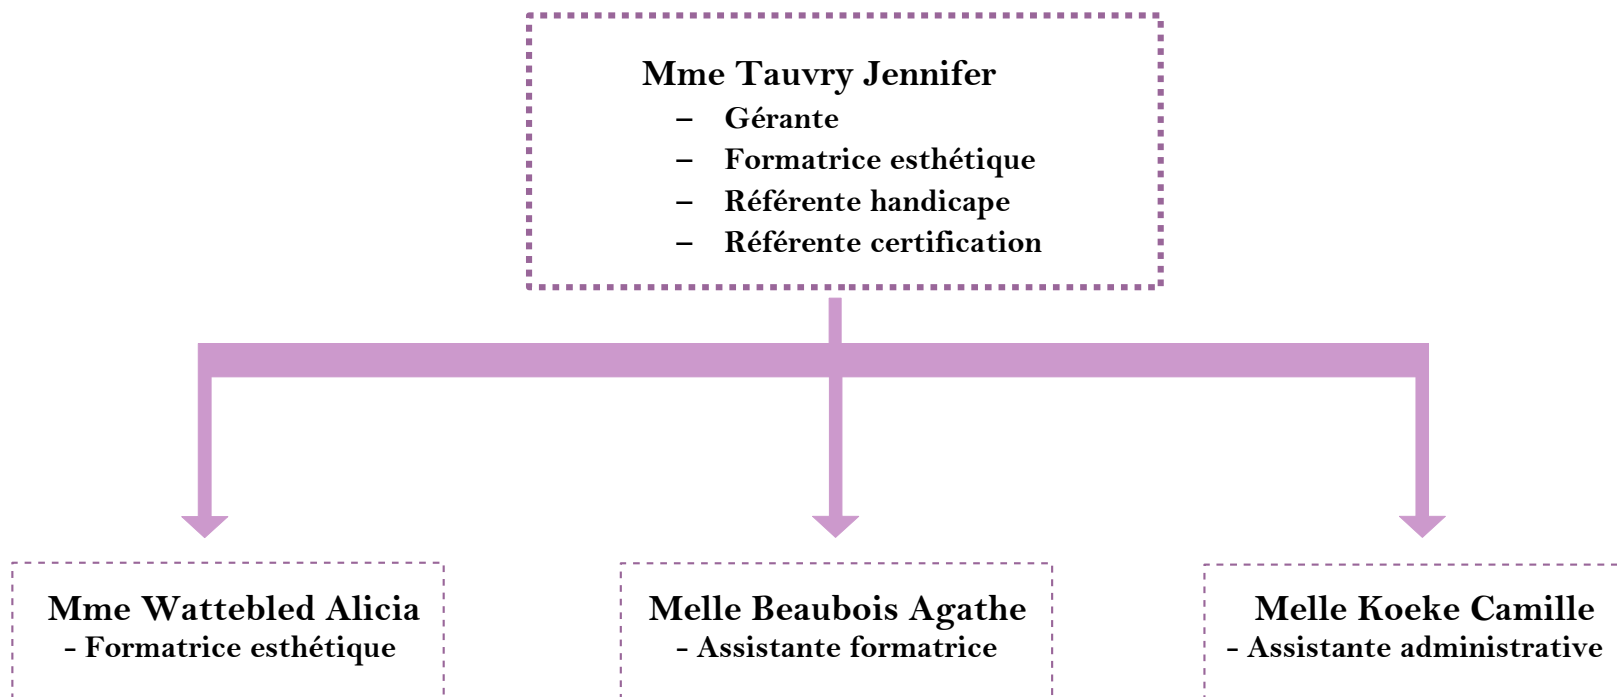 Mme Tauvry Jennifer
– Gérante
– Formatrice esthétique
– Référente handicape
– Référente certification
Mme Wattebled Alicia
- Formatrice esthétique
Melle Beaubois Agathe
- Assistante formatrice
Melle Koeke Camille
- Assistante administrative